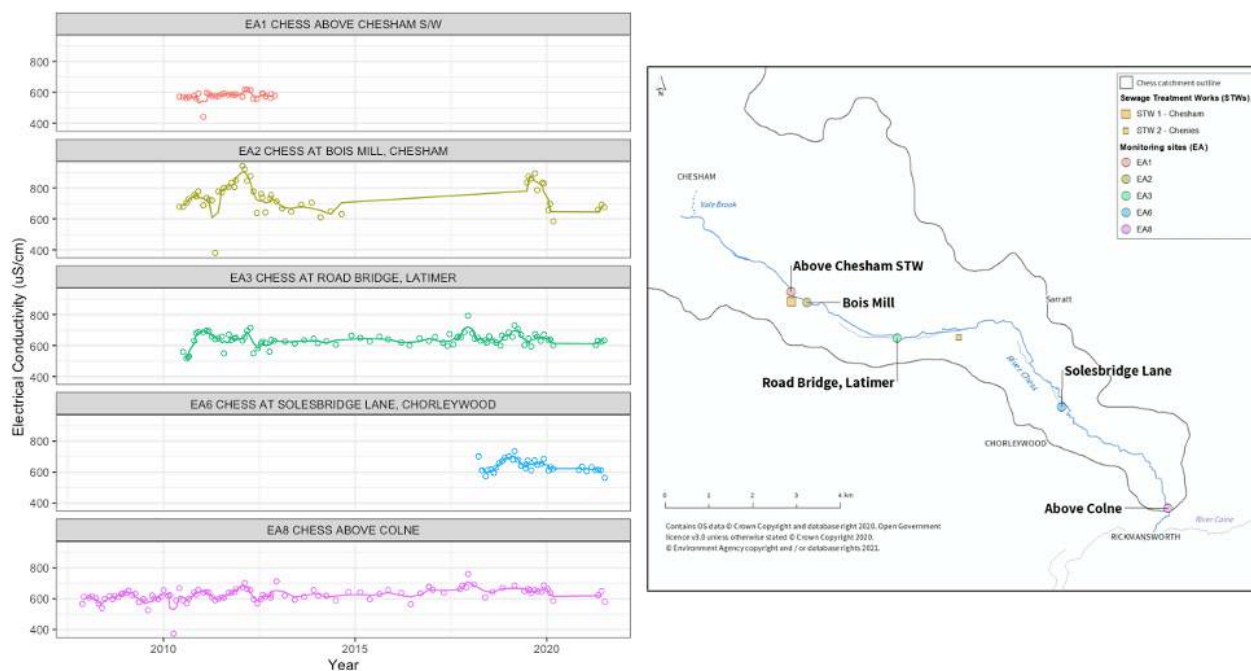 EA1 CHESS ABOVE CHESHAM S/W
800
600
400
EA2 CHESS AT BOIS MILL, CHESHAM
800
600
400
EA3 CHESS AT ROAD BRIDGE, LATIMER
800
600
400
EA6 CHESS AT SOLESBRIDGE LANE, CHORLEYWOOD
800
600
400
EA8 CHESS ABOVE COLNE
800
600
400
Electrical Conductivity (uS/cm)
2010
2015
2020
Year
N
Chess catchment outline
Sewage Treatment Works (STWs)
STW 1 - Chesham
STW 2 - Chenies
Monitoring sites (EA)
EA1
EA2
EA3
EA6
EA8
CHESHAM
Vale Brook
Above Chesham STW
Bois Mill
Sarratt
Road Bridge, Latimer
River Chess
Solesbridge Lane
CHORLEYWOOD
0 1 2 3 4 km
Above Colne
River Colne
RICKMANSWORTH
Contains OS data © Crown Copyright and database right 2020, Open Government
licence v3.0 unless otherwise stated © Crown Copyright 2020.
© Environment Agency copyright and / or database rights 2021.